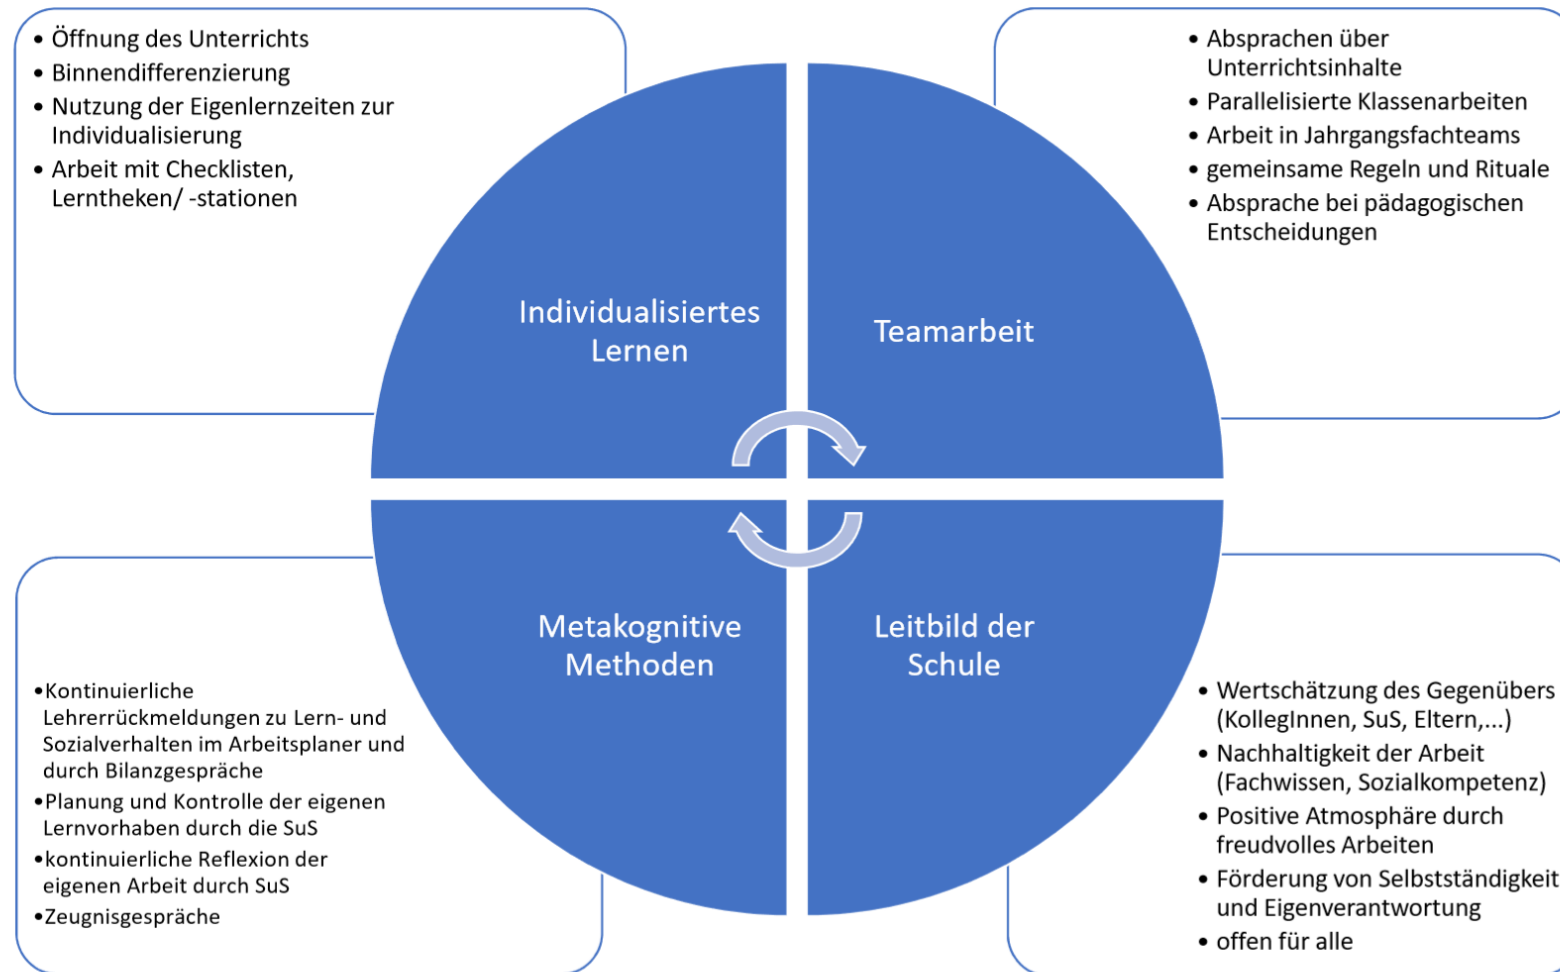 • Öffnung des Unterrichts
• Binnendifferenzierung
• Nutzung der Eigenlernzeiten zur
Individualisierung
• Arbeit mit Checklisten,
Lerntheken/ -stationen
• Absprachen über
Unterrichtsinhalte
• Parallelisierte Klassenarbeiten
• Arbeit in Jahrgangsfachteams
• gemeinsame Regeln und Rituale
• Absprache bei pädagogischen
Entscheidungen
Individualisiertes
Lernen
Teamarbeit
Metakognitive
Methoden
Leitbild der
Schule
•Kontinuierliche
Lehrerrückmeldungen zu Lern- und
Sozialverhalten im Arbeitsplaner und
durch Bilanzgespräche
•Planung und Kontrolle der eigenen
Lernvorhaben durch die SuS
•kontinuierliche Reflexion der
eigenen Arbeit durch SuS
•Zeugnisgespräche
• Wertschätzung des Gegenübers
(KollegInnen, SuS, Eltern,...)
• Nachhaltigkeit der Arbeit
(Fachwissen, Sozialkompetenz)
• Positive Atmosphäre durch
freudvolles Arbeiten
• Förderung von Selbstständigkeit
und Eigenverantwortung
• offen für alle